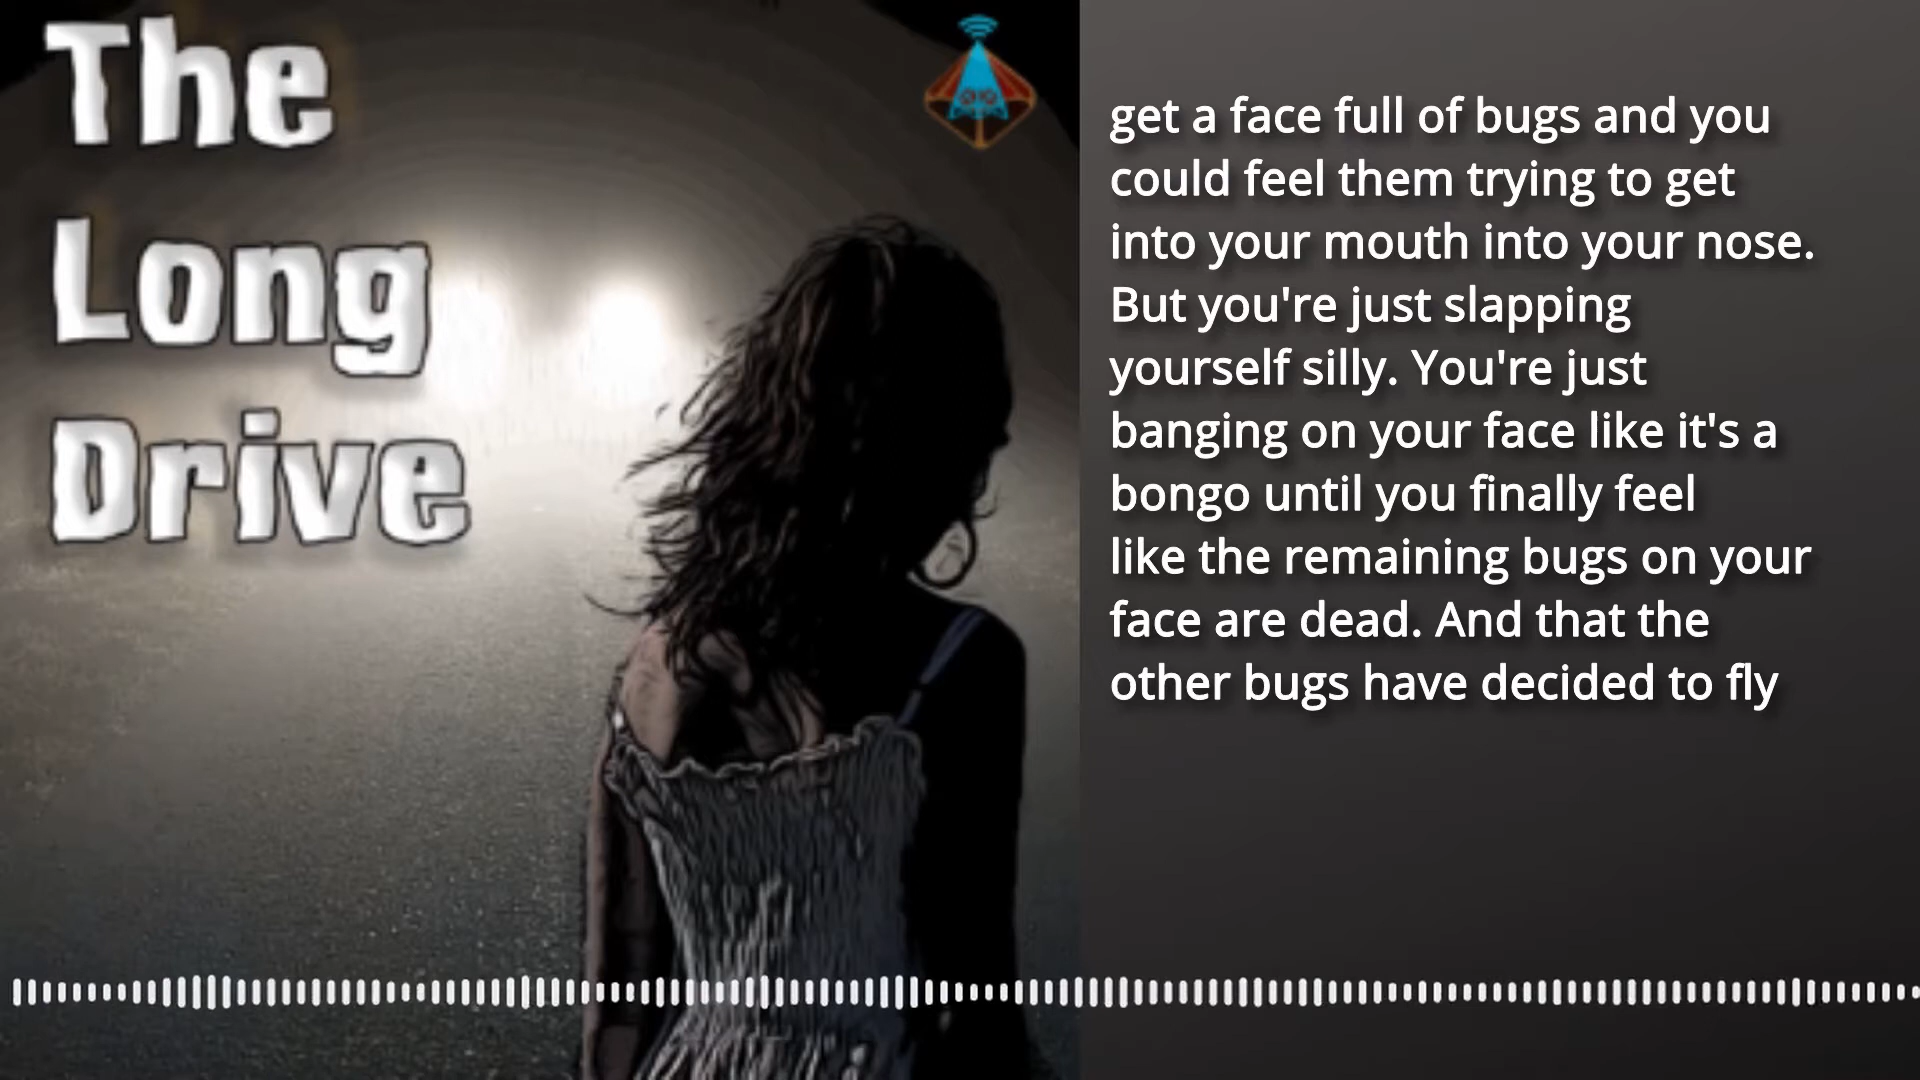 The
Long
Drive
get a face full of bugs and you
could feel them trying to get
into your mouth into your nose.
But you're just slapping
yourself silly. You're just
banging on your face like it's a
bongo until you finally feel
like the remaining bugs on your
face are dead. And that the
other bugs have decided to fly